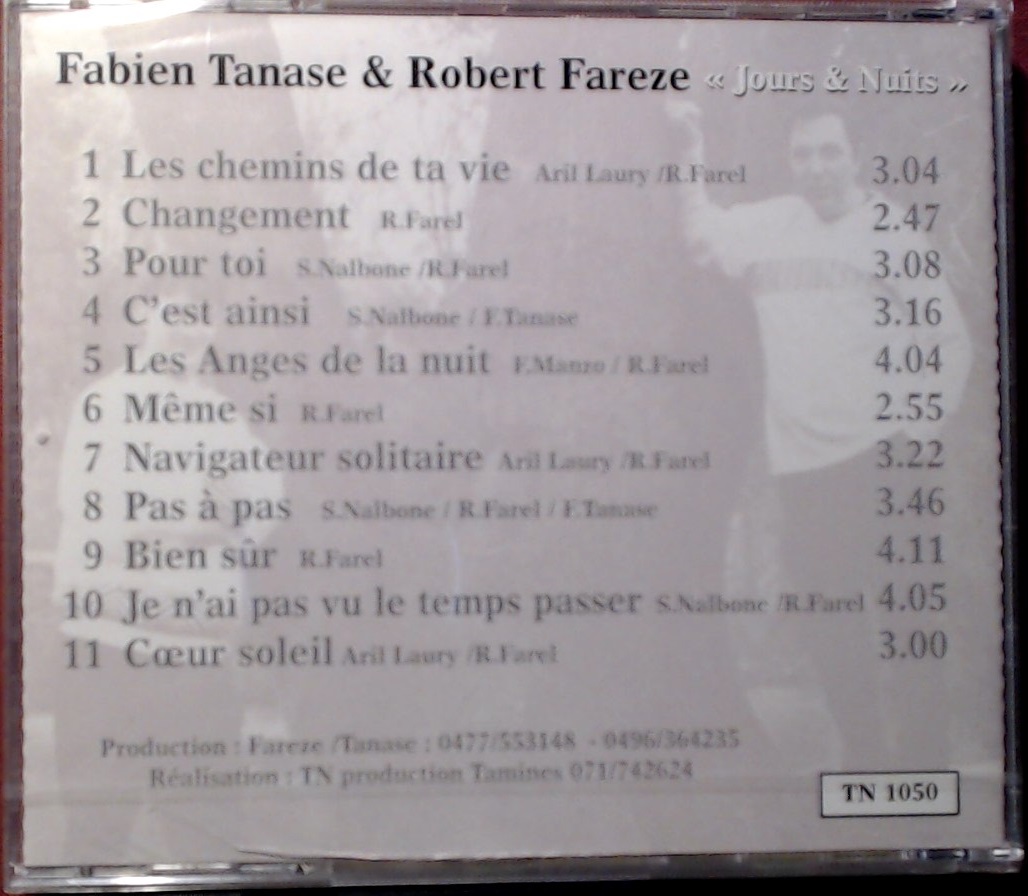 Fabien Tanase & Robert Fareze « Jours & Nuits »
1 Les chemins de ta vie Aril Laury /R.Farel 3.04
2 Changement R.Farel 2.47
3 Pour toi S.Nalbone /R.Farel 3.08
4 C'est ainsi S.Nalbone / F.Tanase 3.16
5 Les Anges de la nuit F.Manzo / R.Farel 4.04
6 Même si R.Farel 2.55
7 Navigateur solitaire Aril Laury /R.Farel 3.22
8 Pas à pas S.Nalbone / R.Farel / F.Tanase 3.46
9 Bien sûr R.Farel 4.11
10 Je n'ai pas vu le temps passer S.Nalbone /R.Farel 4.05
11 Cœur soleil Aril Laury /R.Farel 3.00
Production : Fareze /Tanase : 0477/553148 - 0496/364235
Réalisation : TN production Tamines 071/742624
TN 1050